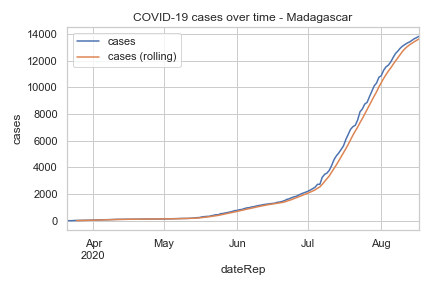 COVID-19 cases over time - Madagascar
14000
12000
10000
8000
6000
4000
2000
0
cases
cases
cases (rolling)
Apr
2020
May
Jun
Jul
Aug
dateRep